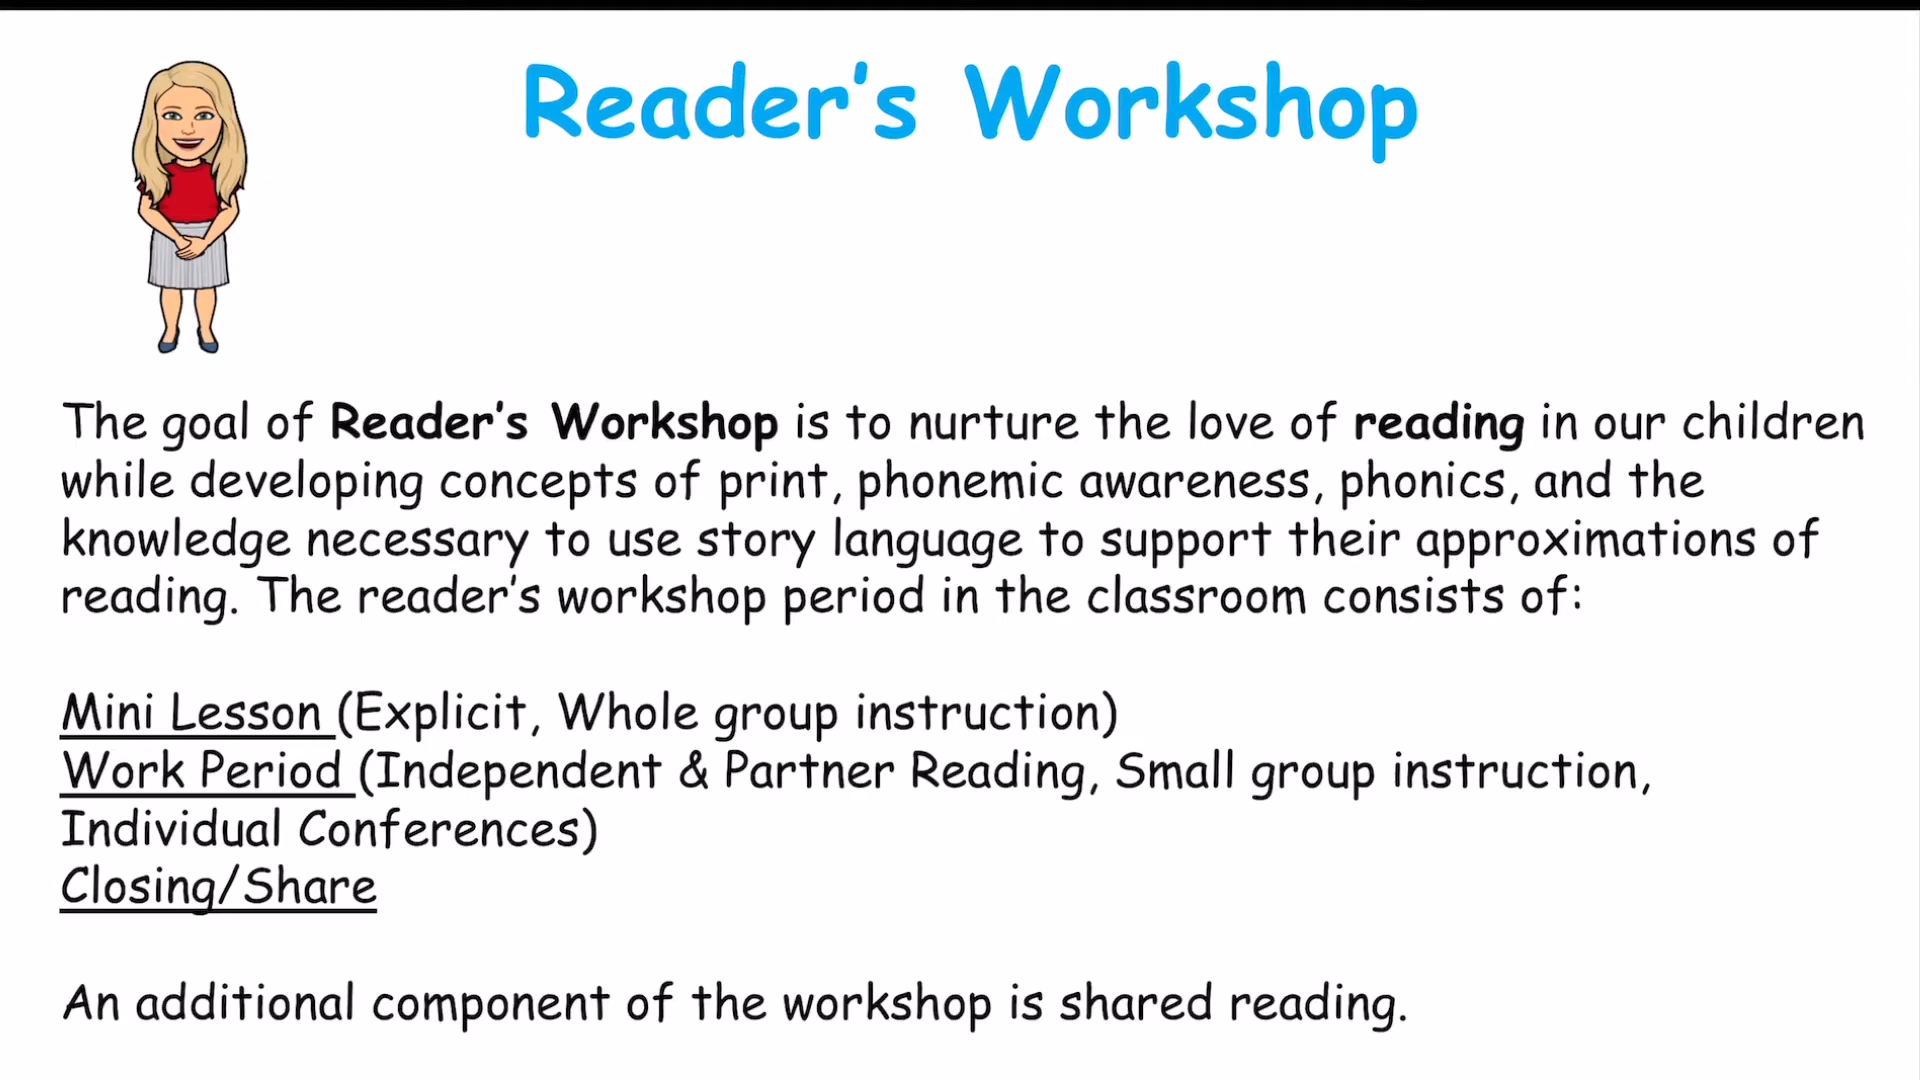 Reader's Workshop
The goal of Reader's Workshop is to nurture the love of reading in our children
while developing concepts of print, phonemic awareness, phonics, and the
knowledge necessary to use story language to support their approximations of
reading. The reader's workshop period in the classroom consists of:
Mini Lesson (Explicit, Whole group instruction)
Work Period (Independent & Partner Reading, Small group instruction,
Individual Conferences)
Closing/Share
An additional component of the workshop is shared reading.